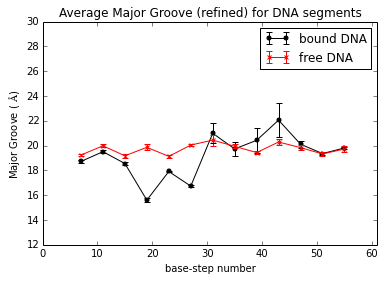 Average Major Groove (refined) for DNA segments
Major Groove ( Å)
30
28
26
24
22
20
18
16
14
12
bound DNA
free DNA
0 10 20 30 40 50 60
base-step number